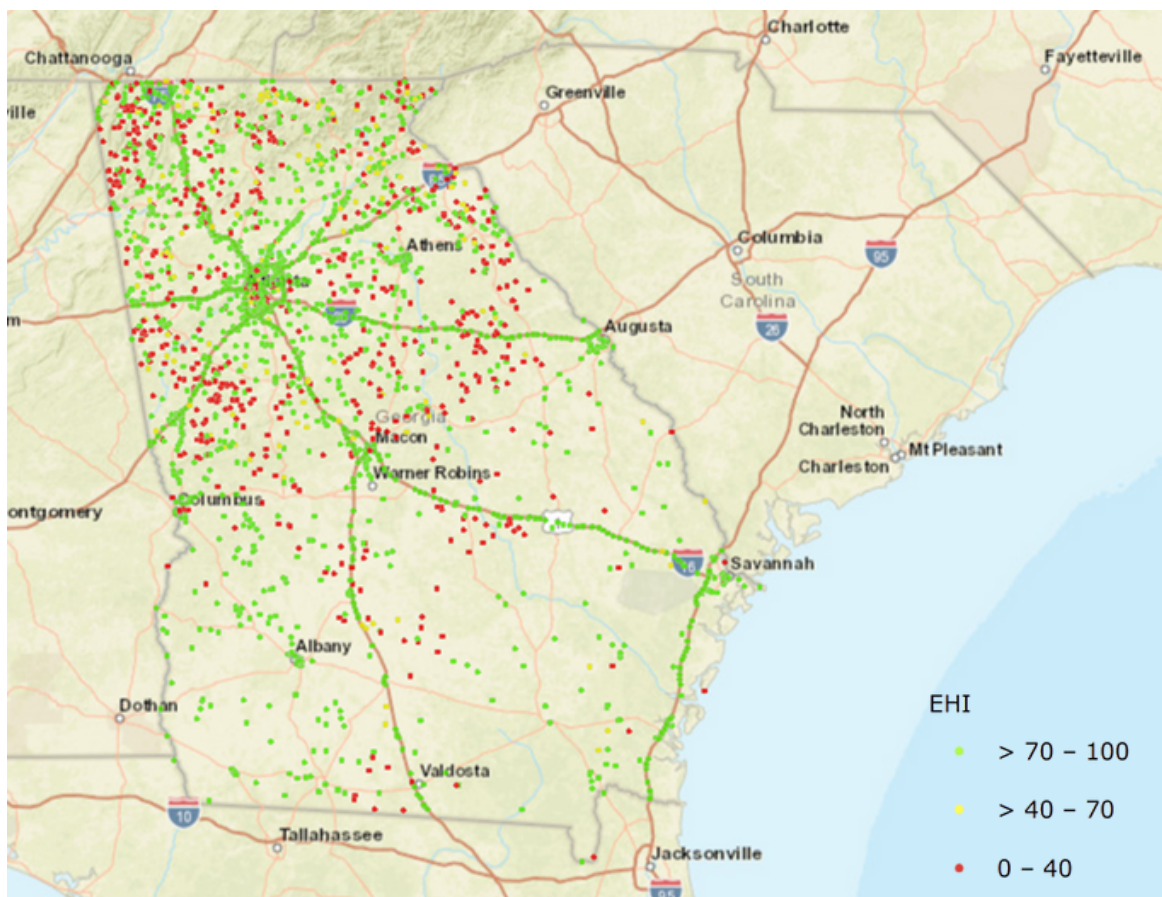 Charlotte
Chattanooga
Fayetteville
Greenville
ville
Athens
Columbia
95
South
Carolina
Augusta
26
Georgia
Macon
North
Charleston
Mt Pleasant
Charleston
Warner Robins
Columbus
ontgomery
16
Savannah
Albany
Dothan
Valdosta
10
Tallahassee
Jacksonville
95
EHI
> 70 – 100
> 40 – 70
0 – 40